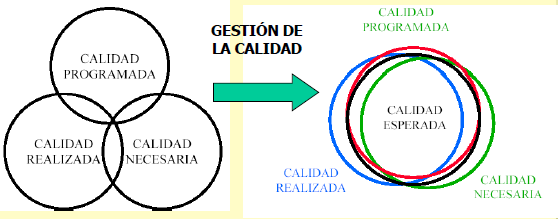 CALIDAD
PROGRAMADA
CALIDAD
REALIZADA
CALIDAD
NECESARIA
GESTIÓN DE
LA CALIDAD
CALIDAD
PROGRAMADA
CALIDAD
ESPERADA
CALIDAD
REALIZADA
CALIDAD
NECESARIA